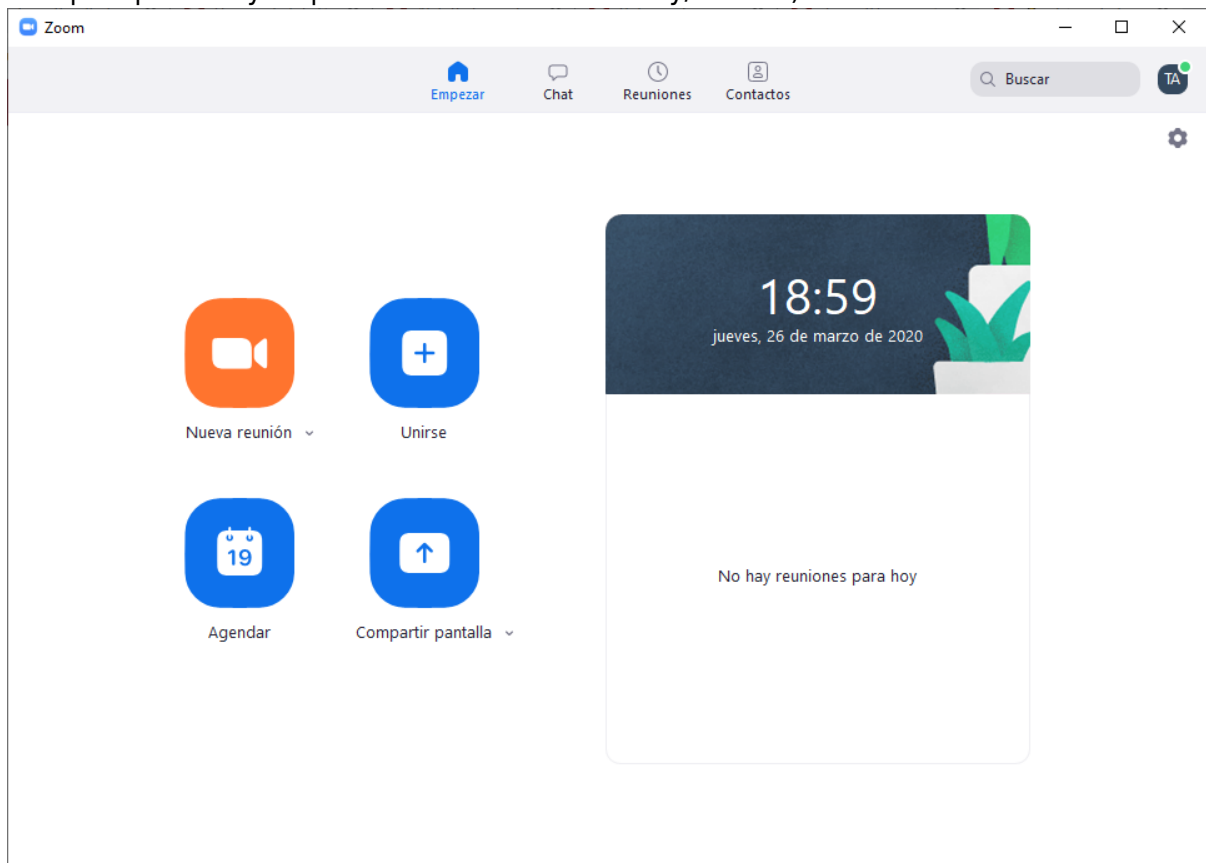 Zoom
Empezar
Chat
Reuniones
Contactos
Buscar
TA
18:59
jueves, 26 de marzo de 2020
Nueva reunión
Unirse
19
Agendar
Compartir pantalla
No hay reuniones para hoy